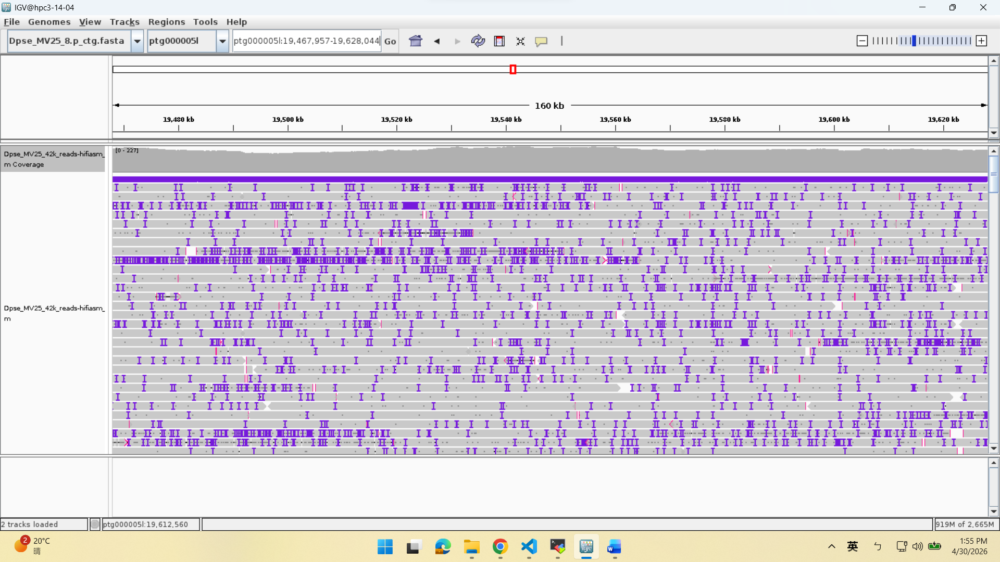 IGV@hpc3-14-04
File Genomes View Tracks Regions Tools Help
Dpse_MV25_8.p_ctg.fasta ptg000005l ptg000005l:19,467,957-19,628,044 Go
160 kb
19,480 kb 19,500 kb 19,520 kb 19,540 kb 19,560 kb 19,580 kb 19,600 kb 19,620 kb
[0 - 227]
Dpse_MV25_42k_reads-hifiasm_
m Coverage
Dpse_MV25_42k_reads-hifiasm_
m
2 tracks loaded ptg000005l:19,612,560 919M of 2,665M
2 20°C
晴
英 ㄅ
1:55 PM
4/30/2026